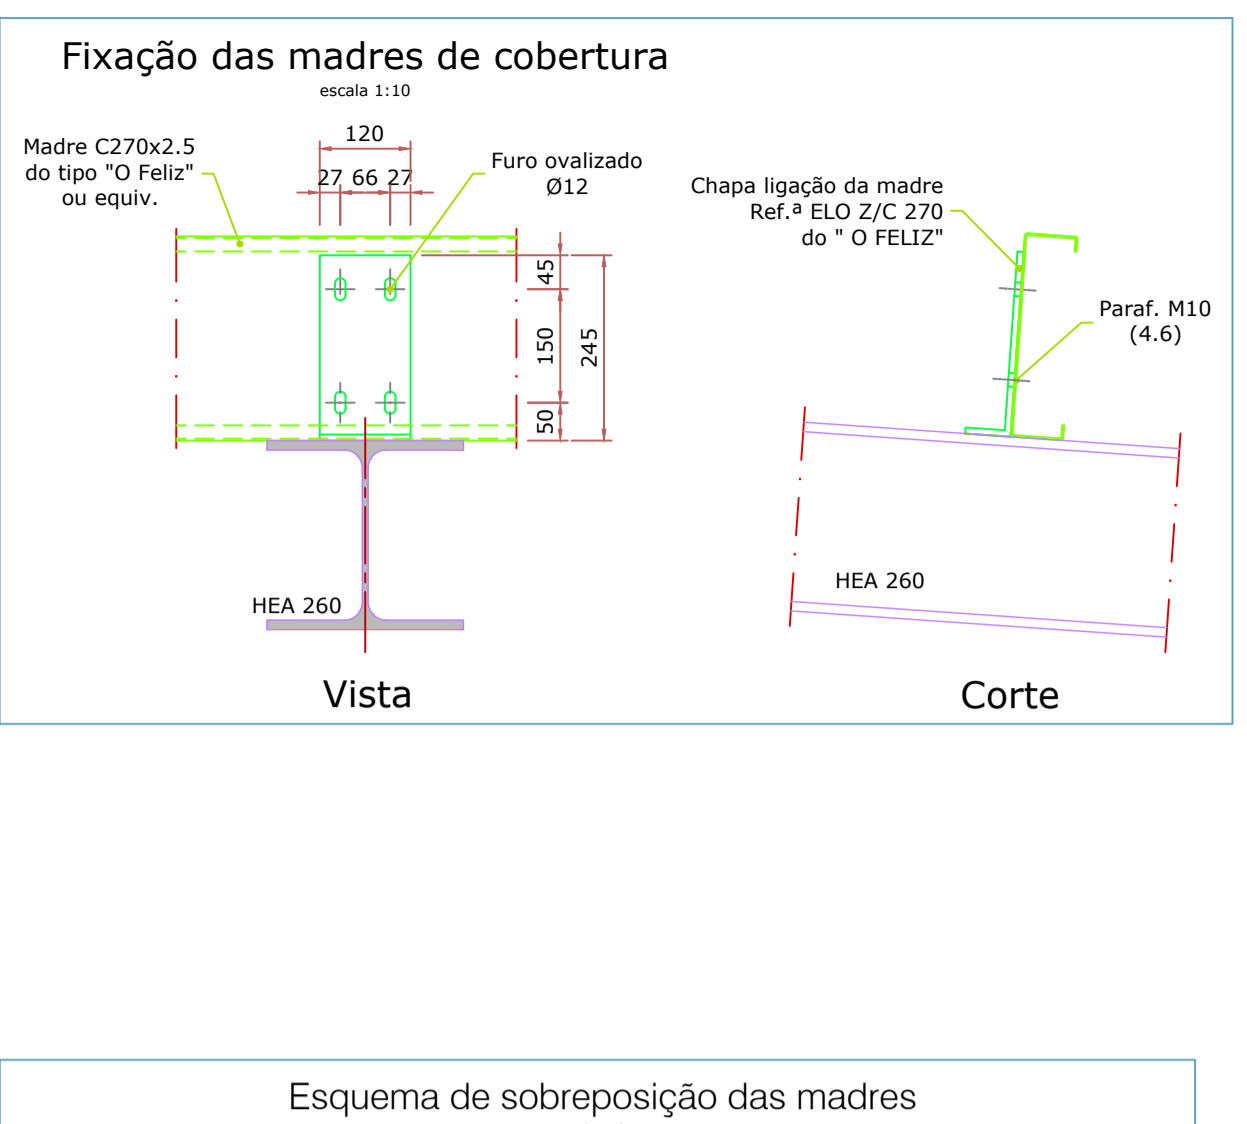 Fixação das madres de cobertura
escala 1:10
120
27 66 27
Madre C270x2.5
do tipo "O Feliz"
ou equiv.
Furo ovalizado
Ø12
45
150
245
50
HEA 260
Vista
Chapa ligação da madre
Ref.ª ELO Z/C 270
do " O FELIZ"
Paraf. M10
(4.6)
HEA 260
Corte
Esquema de sobreposição das madres